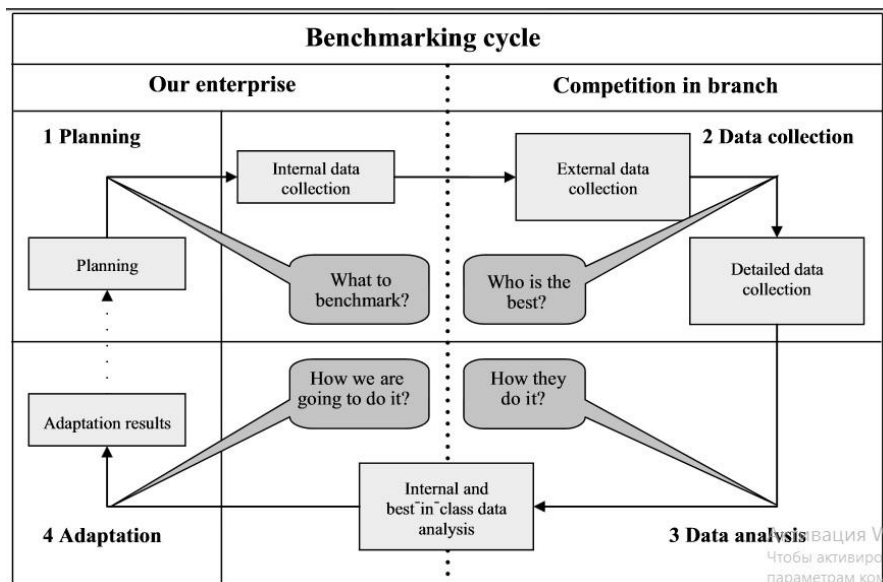 Benchmarking cycle
Our enterprise
Competition in branch
1 Planning
2 Data collection
Internal data
collection
External data
collection
Planning
What to
benchmark?
Who is the
best?
Detailed data
collection
How we are
going to do it?
How they
do it?
Adaptation results
Internal and
best-in-class data
analysis
4 Adaptation
3 Data analysis
Чтобы
параметрам